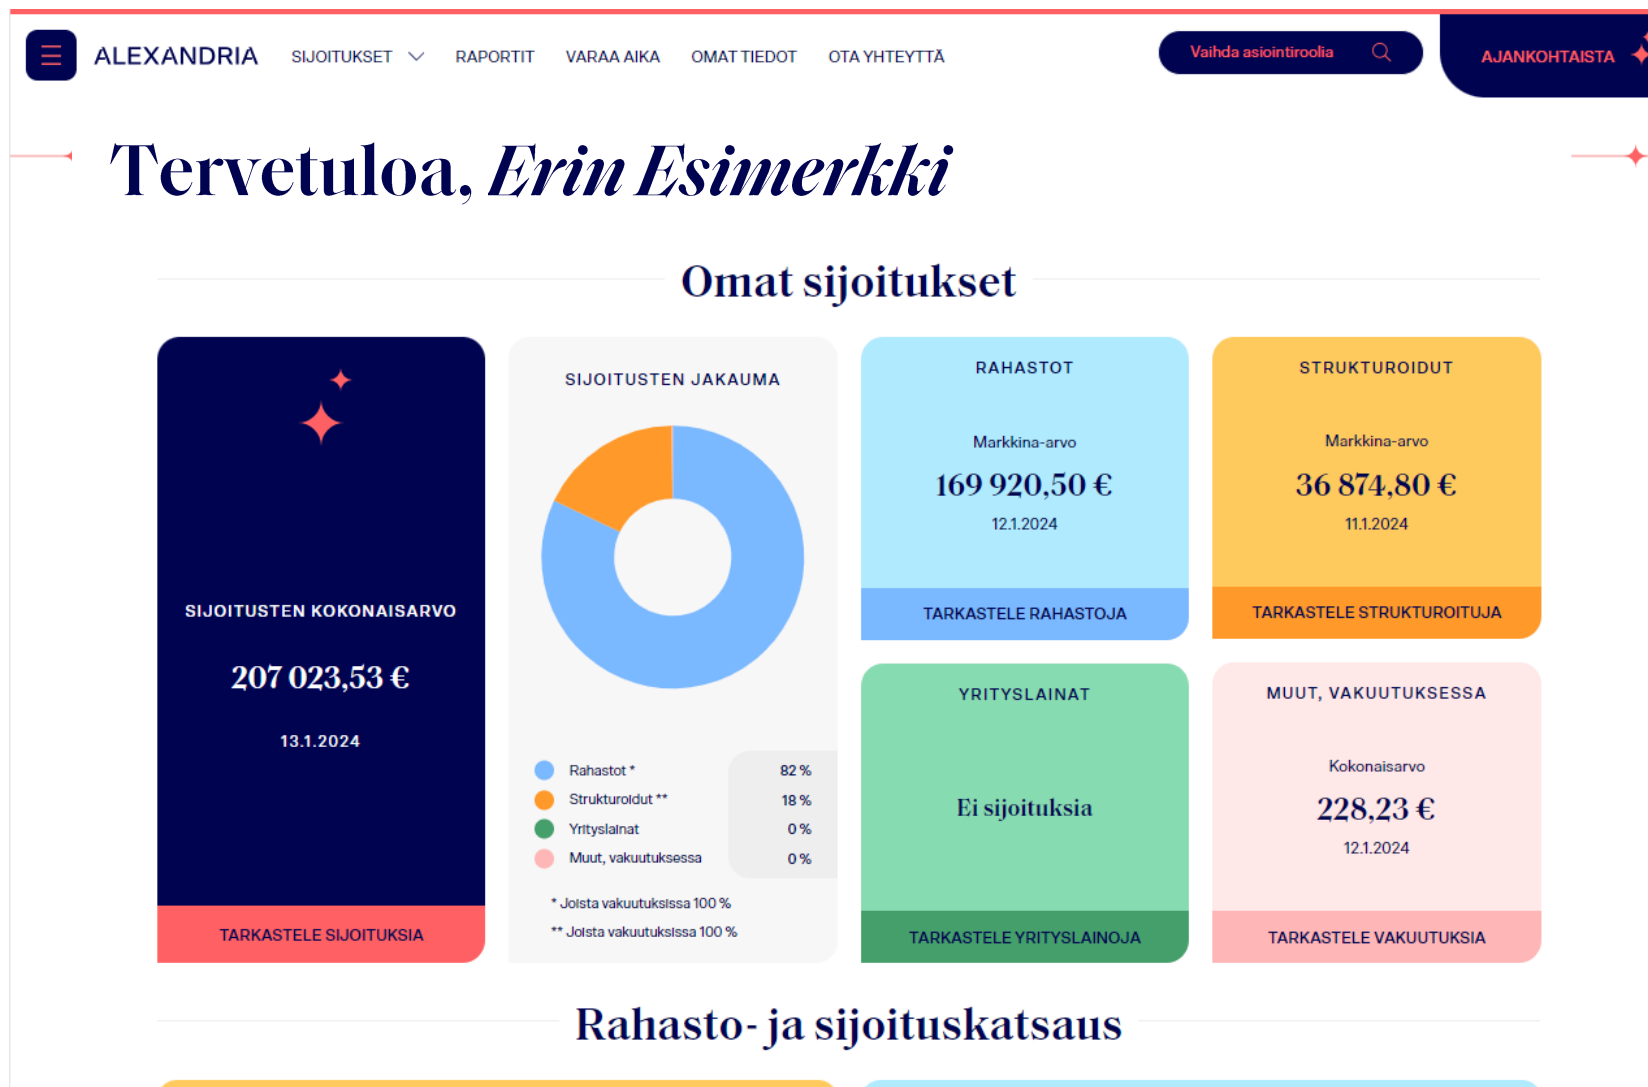 ALEXANDRIA
SIJOITUKSET
RAPORTIT
VARAA AIKA
OMAT TIEDOT
OTA YHTEYTTÄ
Vaihda asiointiroolia
AJANKOHTAISTA
Tervetuloa, Erin Esimerkki
Omat sijoitukset
SIJOITUSTEN KOKONAISARVO
207 023,53 €
13.1.2024
TARKASTELE SIJOITUKSIA
SIJOITUSTEN JAKAUMA
Rahastot * 82 %
Strukturoidut ** 18 %
Yrityslainat 0 %
Muut, vakuutuksessa 0 %
* Joista vakuutuksissa 100 %
** Joista vakuutuksissa 100 %
RAHASTOT
Markkina-arvo
169 920,50 €
12.1.2024
TARKASTELE RAHASTOJA
STRUKTUROIDUT
Markkina-arvo
36 874,80 €
11.1.2024
TARKASTELE STRUKTUROITUJA
YRITYSLAINAT
Ei sijoituksia
TARKASTELE YRITYSLAINOJA
MUUT, VAKUUTUKSESSA
Kokonaisarvo
228,23 €
12.1.2024
TARKASTELE VAKUUTUKSIA
Rahasto- ja sijoituskatsaus